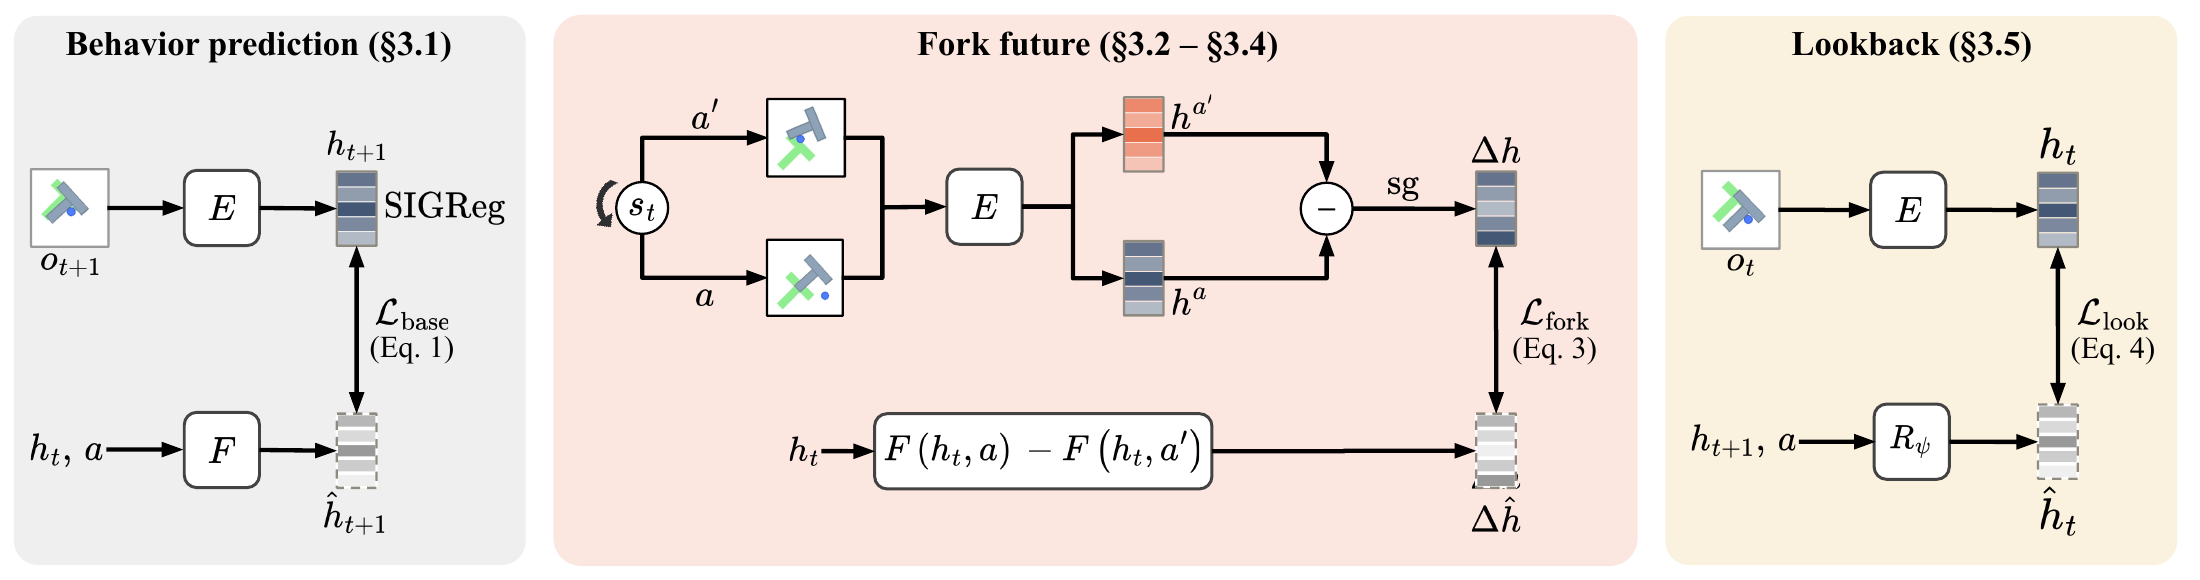 Behavior prediction (§3.1)
h_{t+1}
E
SIGReg
o_{t+1}
ℒ_base
(Eq. 1)
h_t, a
F
ĥ_{t+1}
Fork future (§3.2 – §3.4)
a′
h^{a′}
Δh
s_t
E
−
sg
a
h^a
ℒ_fork
(Eq. 3)
h_t
F(h_t, a) − F(h_t, a′)
Δĥ
Lookback (§3.5)
h_t
E
o_t
ℒ_look
(Eq. 4)
h_{t+1}, a
R_ψ
ĥ_t